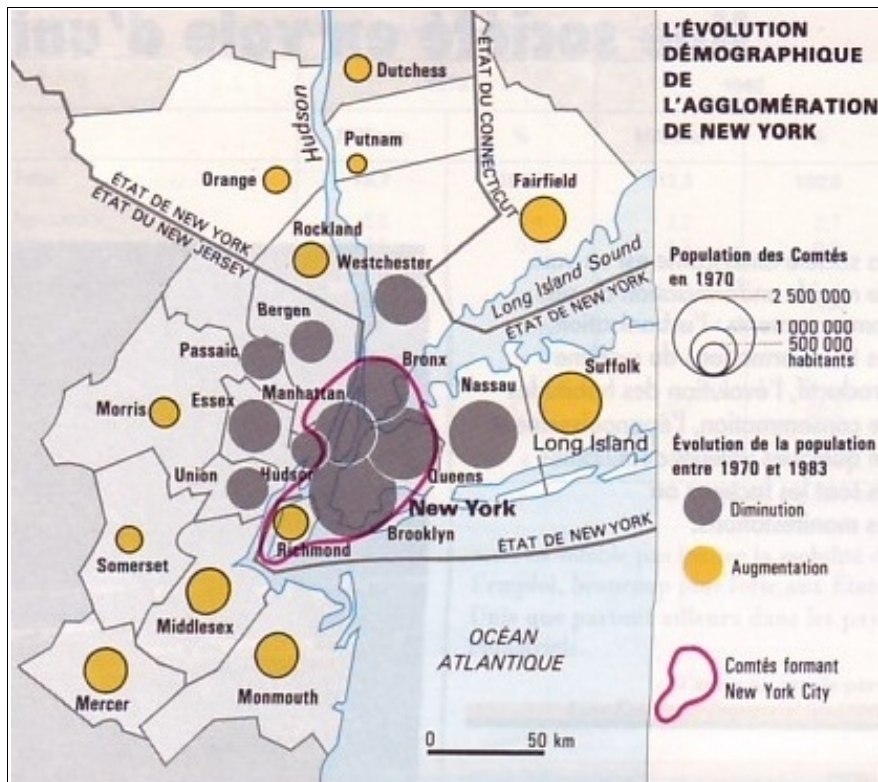 L'ÉVOLUTION
DÉMOGRAPHIQUE
DE
L'AGGLOMÉRATION
DE NEW YORK
Dutchess
Hudson
Putnam
ÉTAT DU CONNECTICUT
Orange
Fairfield
ÉTAT DE NEW YORK
ÉTAT DU NEW JERSEY
Rockland
Westchester
Long Island Sound
ÉTAT DE NEW YORK
Bergen
Passaic
Bronx
Manhattan
Nassau
Suffolk
Morris
Essex
Long Island
Union
Hudson
Queens
New York
Richmond
Brooklyn
ÉTAT DE NEW YORK
Somerset
Middlesex
OCÉAN
ATLANTIQUE
Mercer
Monmouth
0 50 km
Population des Comtés
en 1970
2 500 000
1 000 000
500 000
habitants
Évolution de la population
entre 1970 et 1983
Diminution
Augmentation
Comtés formant
New York City